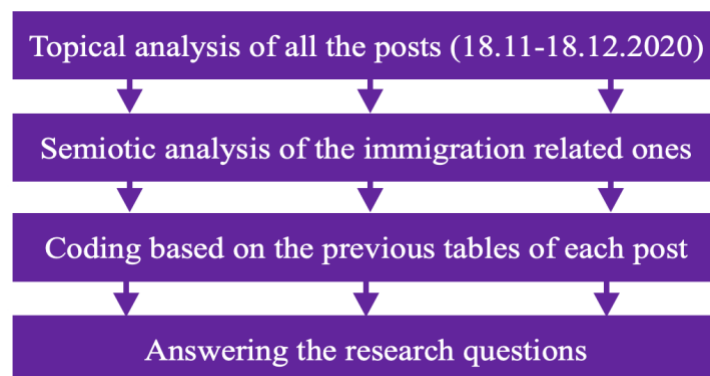 Topical analysis of all the posts (18.11-18.12.2020)
Semiotic analysis of the immigration related ones
Coding based on the previous tables of each post
Answering the research questions